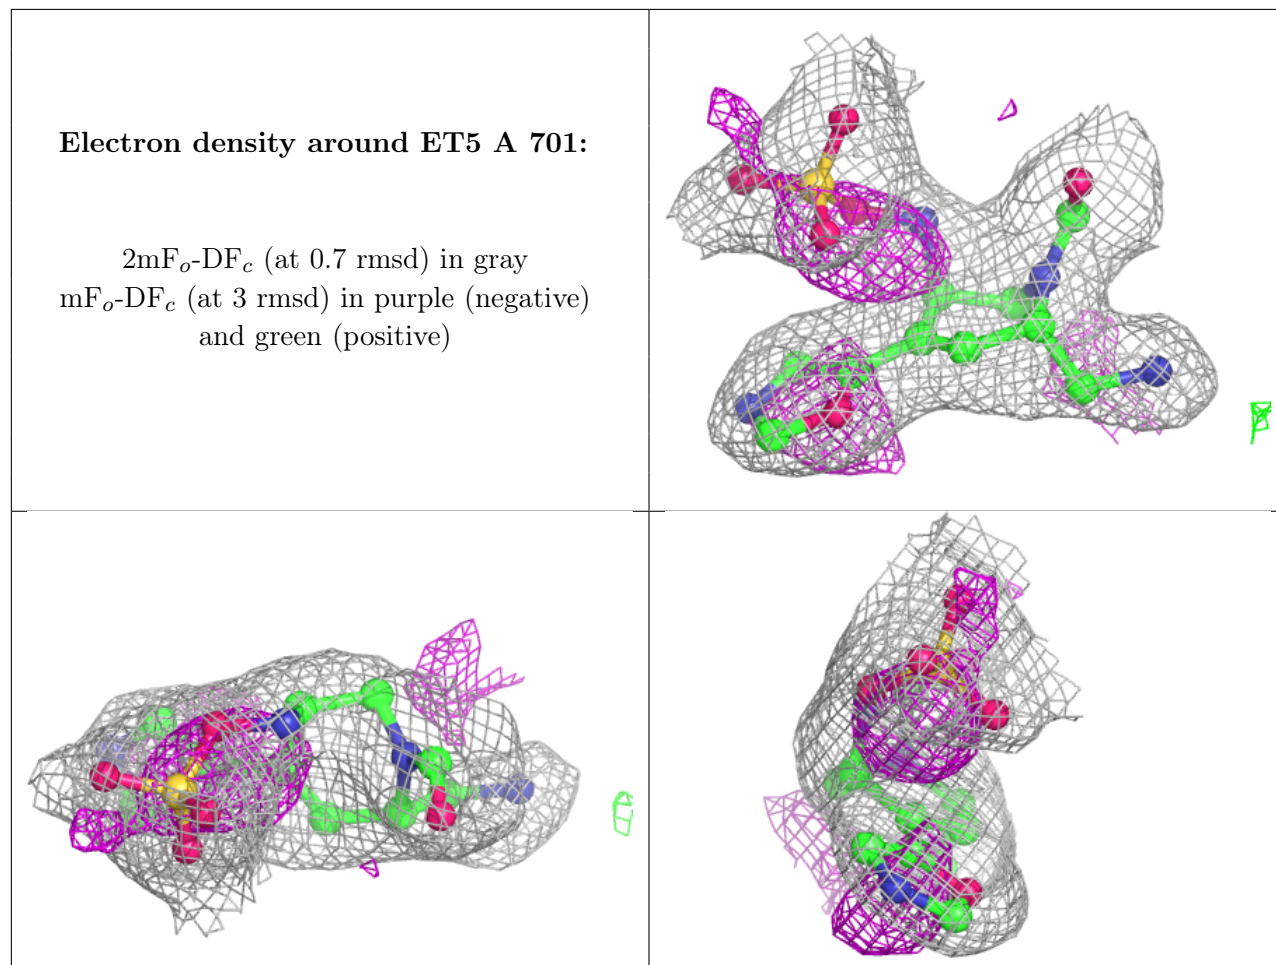 Electron density around ET5 A 701:
2mFo-DFc (at 0.7 rmsd) in gray
mFo-DFc (at 3 rmsd) in purple (negative)
and green (positive)